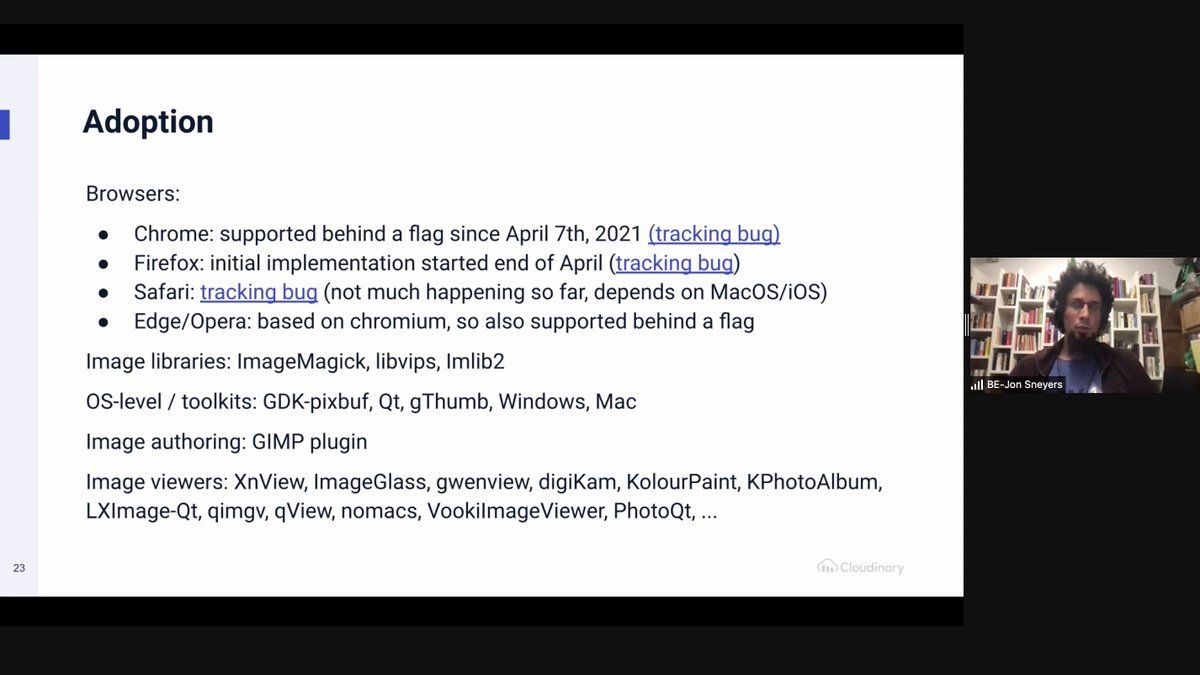 Adoption
Browsers:
● Chrome: supported behind a flag since April 7th, 2021 (tracking bug)
● Firefox: initial implementation started end of April (tracking bug)
● Safari: tracking bug (not much happening so far, depends on MacOS/iOS)
● Edge/Opera: based on chromium, so also supported behind a flag
Image libraries: ImageMagick, libvips, Imlib2
OS-level / toolkits: GDK-pixbuf, Qt, gThumb, Windows, Mac
Image authoring: GIMP plugin
Image viewers: XnView, ImageGlass, gwenview, digiKam, KolourPaint, KPhotoAlbum,
LXImage-Qt, qimgv, qView, nomacs, VookiImageViewer, PhotoQt, ...
23
Cloudinary
BE-Jon Sneyers